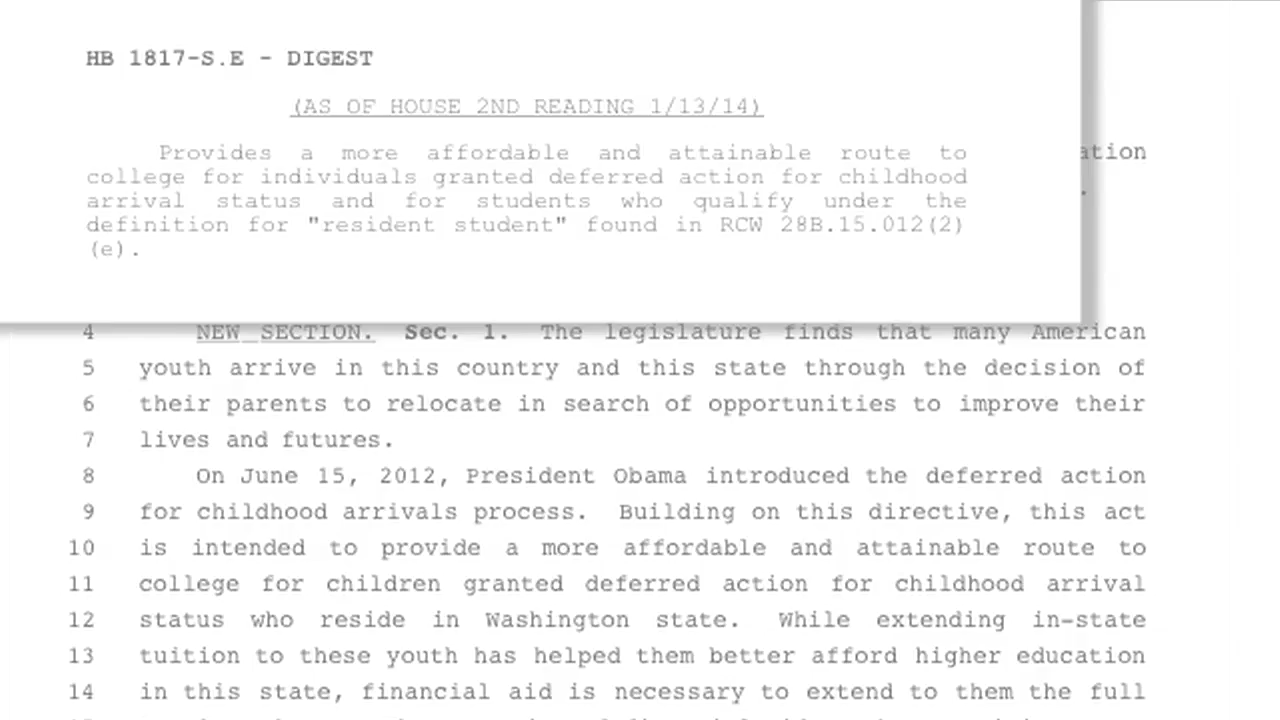 HB 1817-S.E - DIGEST
(AS OF HOUSE 2ND READING 1/13/14)
Provides a more affordable and attainable route to
college for individuals granted deferred action for childhood
arrival status and for students who qualify under the
definition for "resident student" found in RCW 28B.15.012(2)
(e).
4 NEW SECTION. Sec. 1. The legislature finds that many American
5 youth arrive in this country and this state through the decision of
6 their parents to relocate in search of opportunities to improve their
7 lives and futures.
8 On June 15, 2012, President Obama introduced the deferred action
9 for childhood arrivals process. Building on this directive, this act
10 is intended to provide a more affordable and attainable route to
11 college for children granted deferred action for childhood arrival
12 status who reside in Washington state. While extending in-state
13 tuition to these youth has helped them better afford higher education
14 in this state, financial aid is necessary to extend to them the full